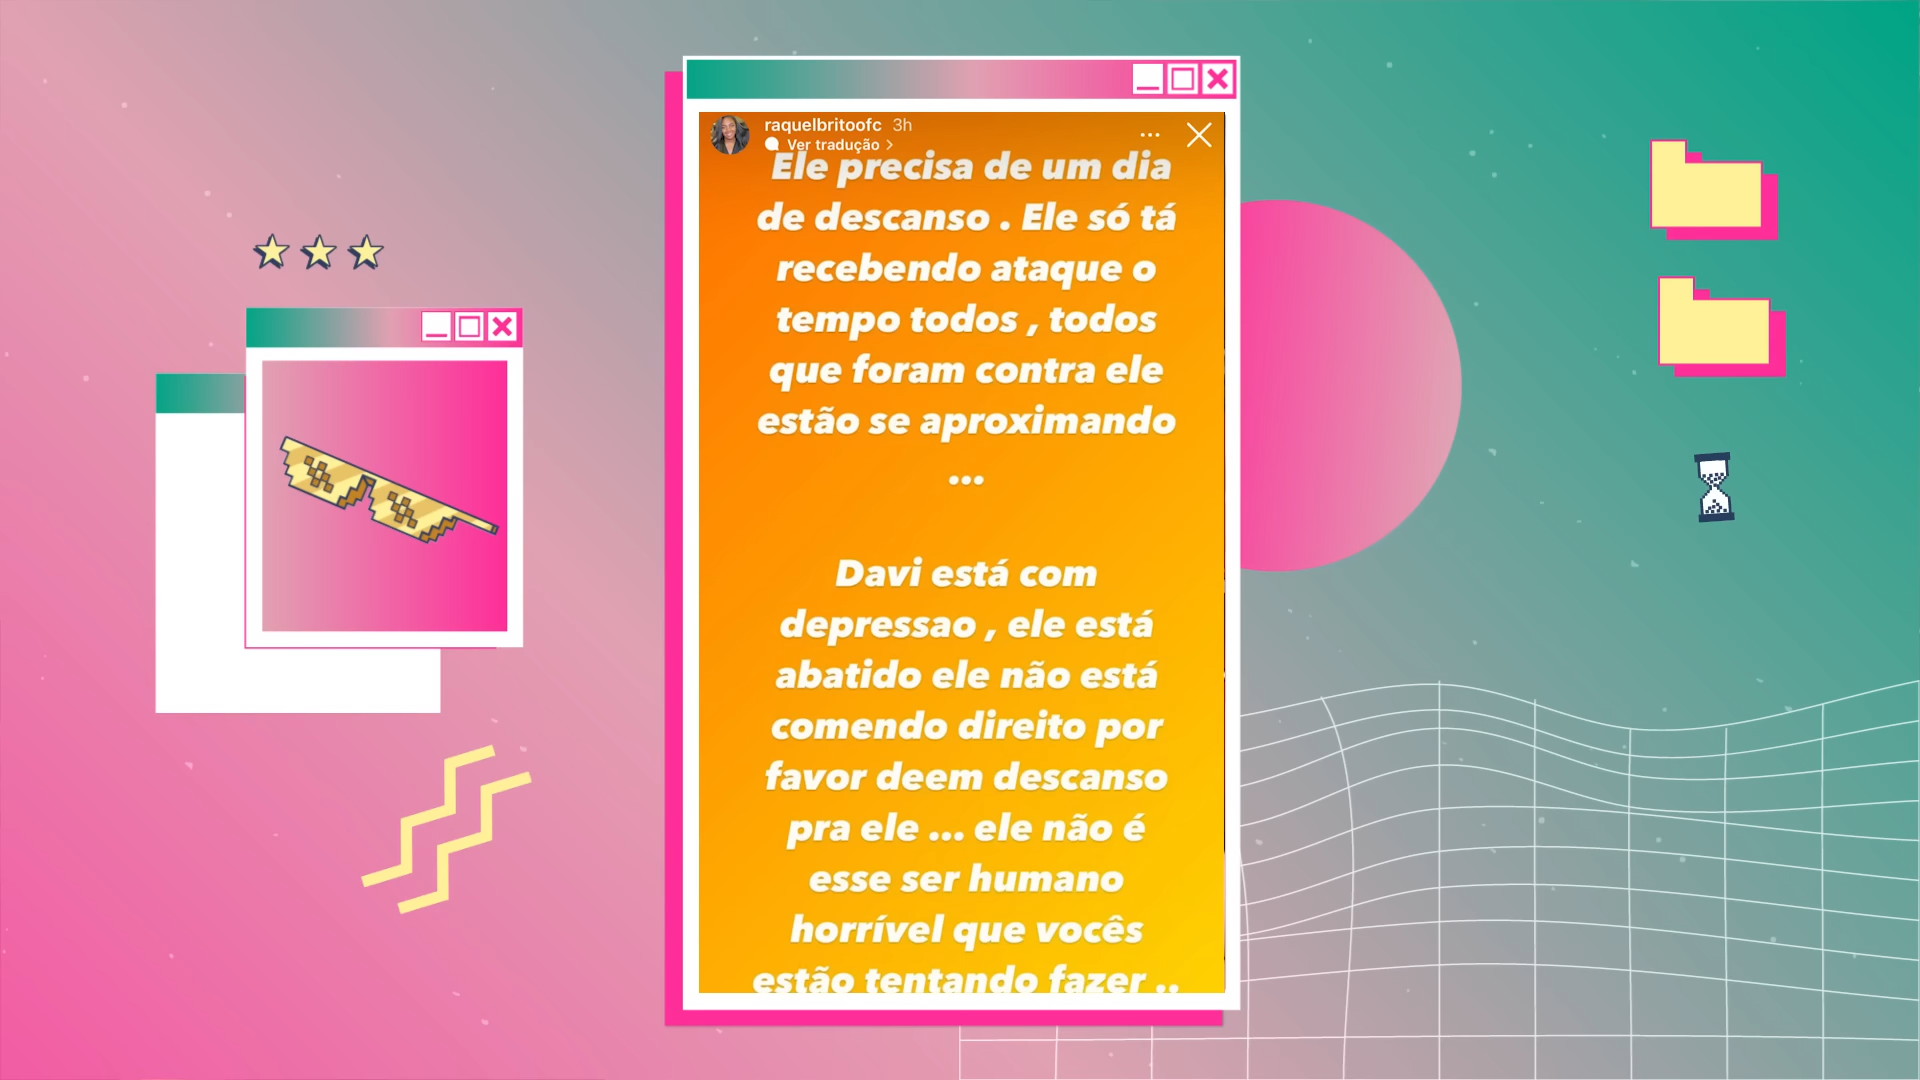 raquelbritoofc 3h
Ver tradução >
Ele precisa de um dia
de descanso . Ele só tá
recebendo ataque o
tempo todos , todos
que foram contra ele
estão se aproximando
...
Davi está com
depressao , ele está
abatido ele não está
comendo direito por
favor deem descanso
pra ele ... ele não é
esse ser humano
horrível que vocês
estão tentando fazer ..